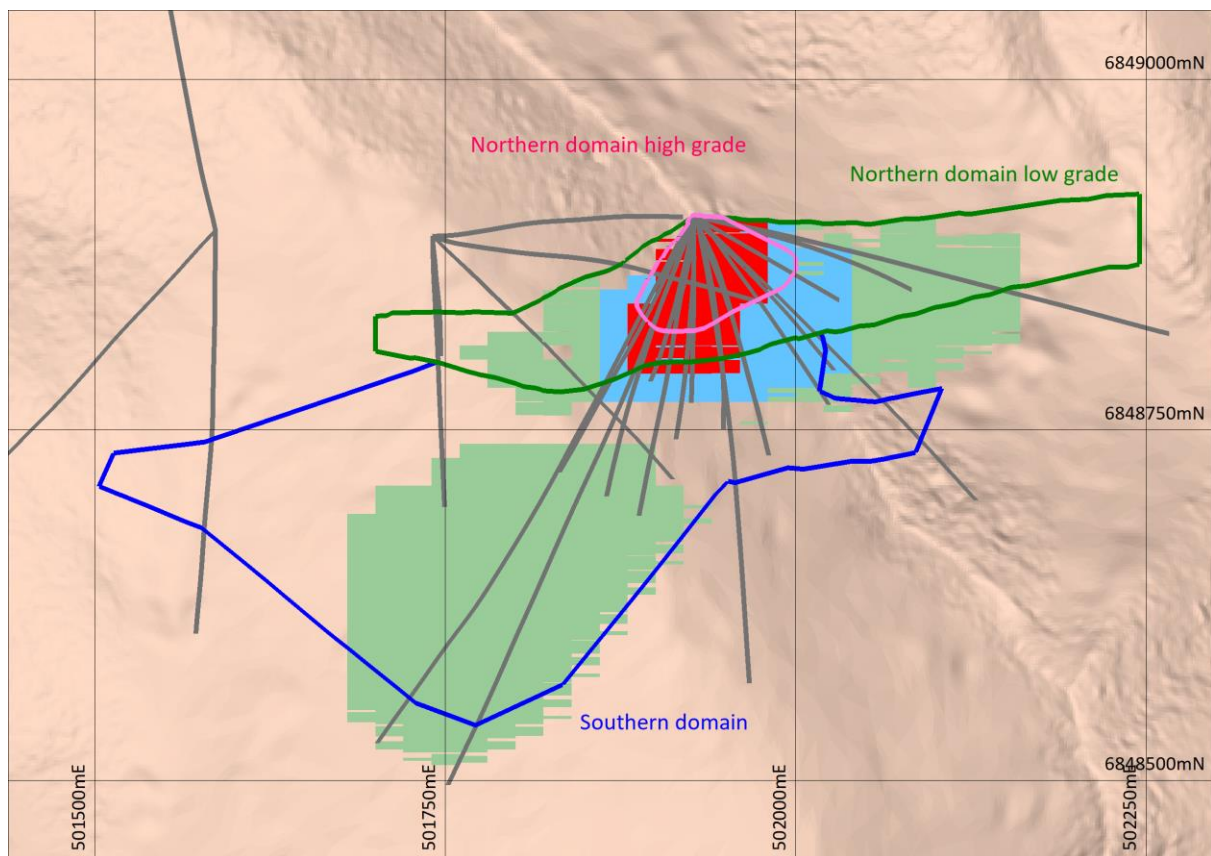 6849000mN
Northern domain high grade
Northern domain low grade
6848750mN
Southern domain
6848500mN
501500mE
501750mE
502000mE
502250mE